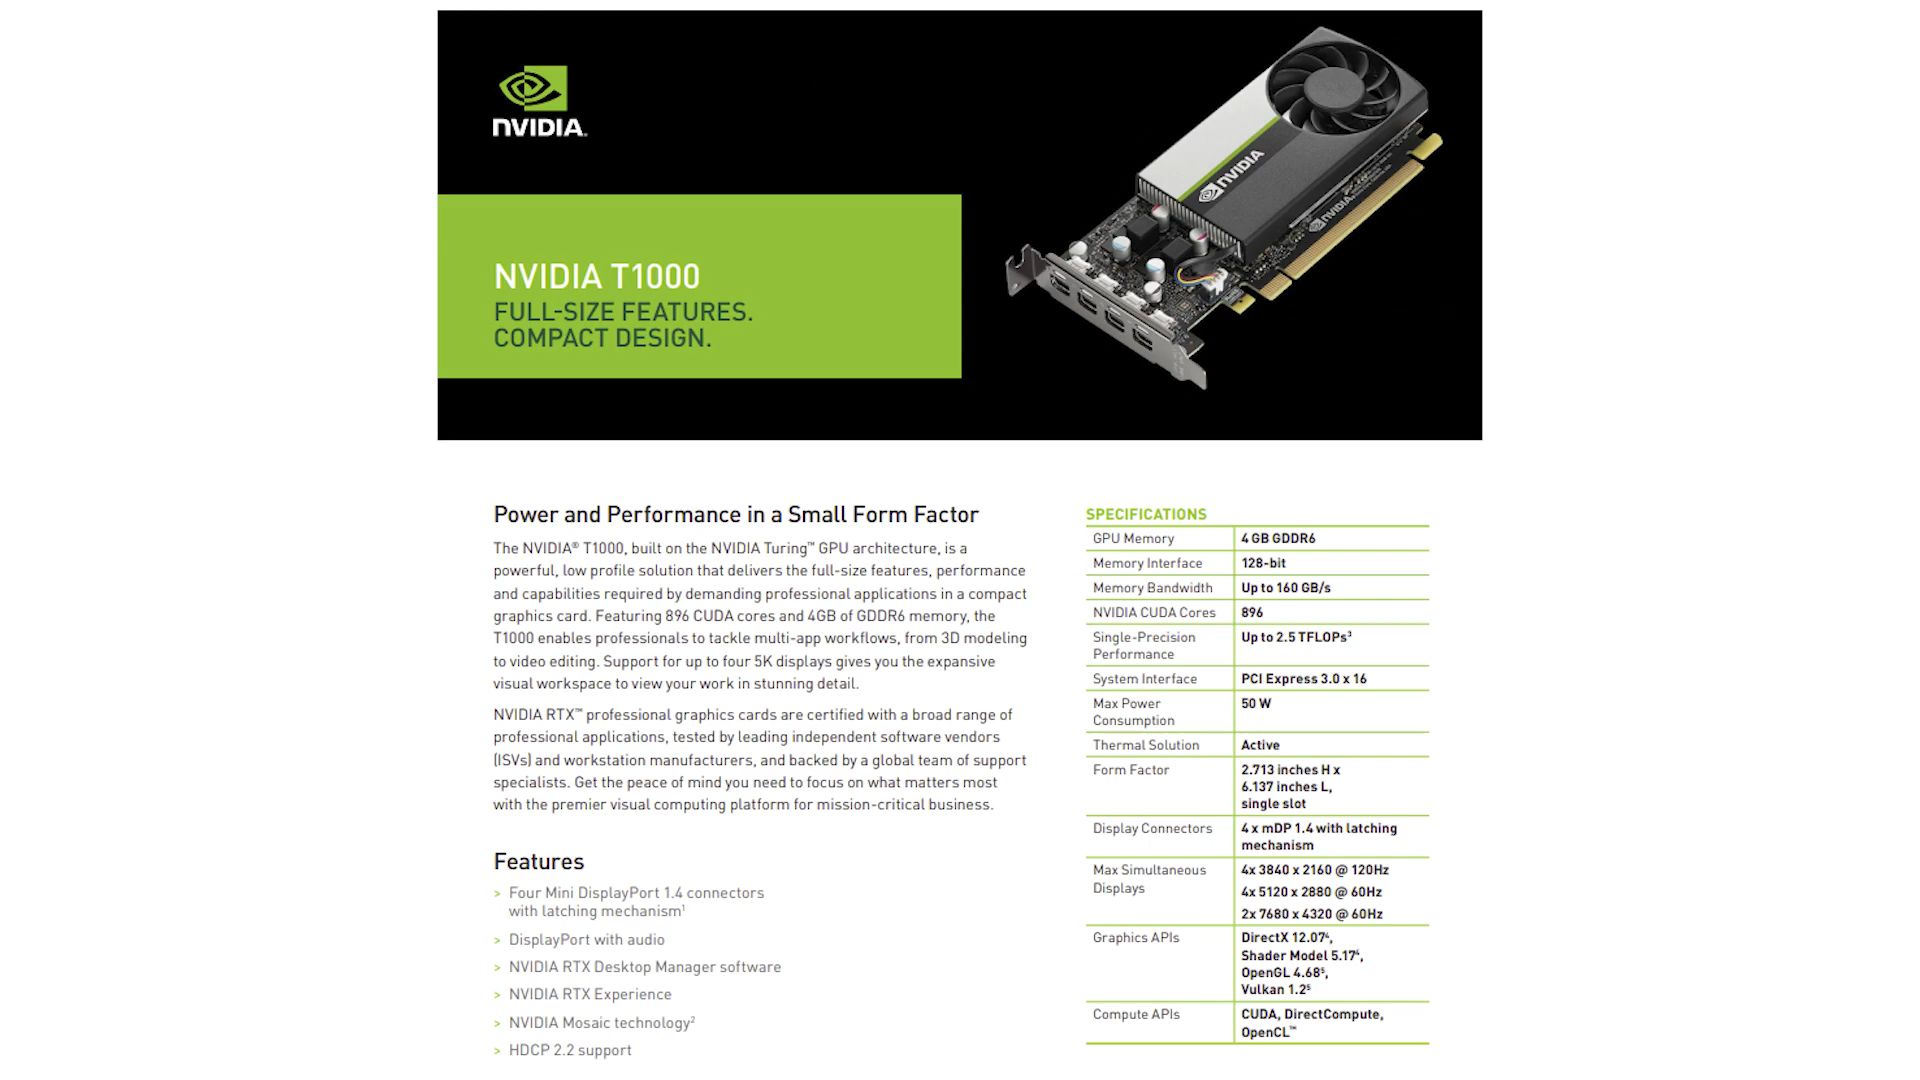 NVIDIA.
NVIDIA
NVIDIA.
NVIDIA T1000
FULL-SIZE FEATURES.
COMPACT DESIGN.
Power and Performance in a Small Form Factor
The NVIDIA® T1000, built on the NVIDIA Turing™ GPU architecture, is a
powerful, low profile solution that delivers the full-size features, performance
and capabilities required by demanding professional applications in a compact
graphics card. Featuring 896 CUDA cores and 4GB of GDDR6 memory, the
T1000 enables professionals to tackle multi-app workflows, from 3D modeling
to video editing. Support for up to four 5K displays gives you the expansive
visual workspace to view your work in stunning detail.
NVIDIA RTX™ professional graphics cards are certified with a broad range of
professional applications, tested by leading independent software vendors
(ISVs) and workstation manufacturers, and backed by a global team of support
specialists. Get the peace of mind you need to focus on what matters most
with the premier visual computing platform for mission-critical business.
Features
> Four Mini DisplayPort 1.4 connectors
with latching mechanism¹
> DisplayPort with audio
> NVIDIA RTX Desktop Manager software
> NVIDIA RTX Experience
> NVIDIA Mosaic technology²
> HDCP 2.2 support
SPECIFICATIONS
GPU Memory 4 GB GDDR6
Memory Interface 128-bit
Memory Bandwidth Up to 160 GB/s
NVIDIA CUDA Cores 896
Single-Precision Up to 2.5 TFLOPs³
Performance
System Interface PCI Express 3.0 x 16
Max Power 50 W
Consumption
Thermal Solution Active
Form Factor 2.713 inches H x
6.137 inches L,
single slot
Display Connectors 4 x mDP 1.4 with latching
mechanism
Max Simultaneous 4x 3840 x 2160 @ 120Hz
Displays 4x 5120 x 2880 @ 60Hz
2x 7680 x 4320 @ 60Hz
Graphics APIs DirectX 12.07⁴,
Shader Model 5.17⁴,
OpenGL 4.68⁵,
Vulkan 1.2⁵
Compute APIs CUDA, DirectCompute,
OpenCL™